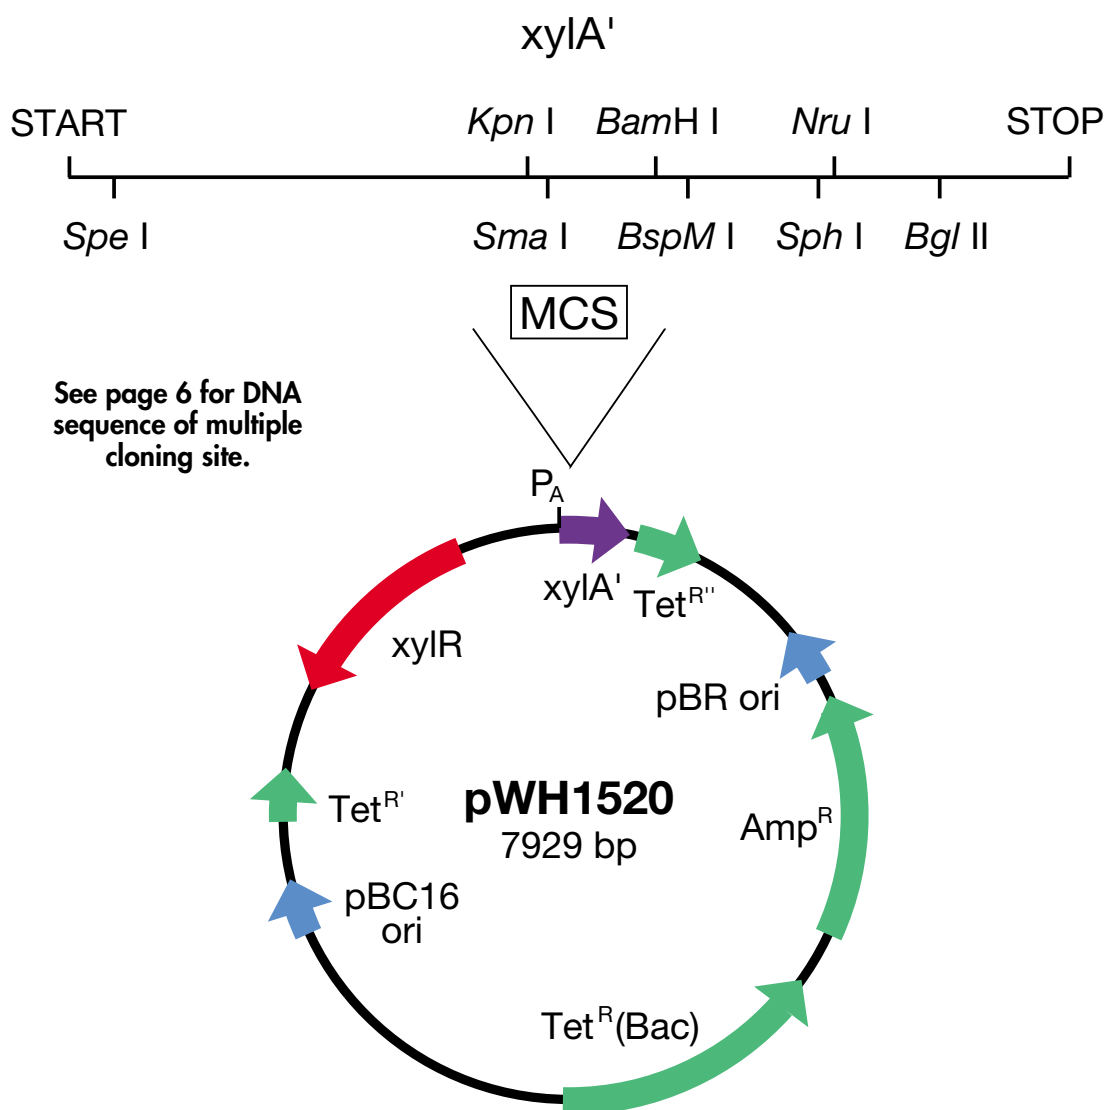 xylA'
START Kpn I BamH I Nru I STOP
Spe I Sma I BspM I Sph I Bgl II
MCS
See page 6 for DNA
sequence of multiple
cloning site.
PA
xylA'
TetR''
xylR
pBR ori
TetR'
pWH1520
7929 bp
AmpR
pBC16
ori
TetR(Bac)